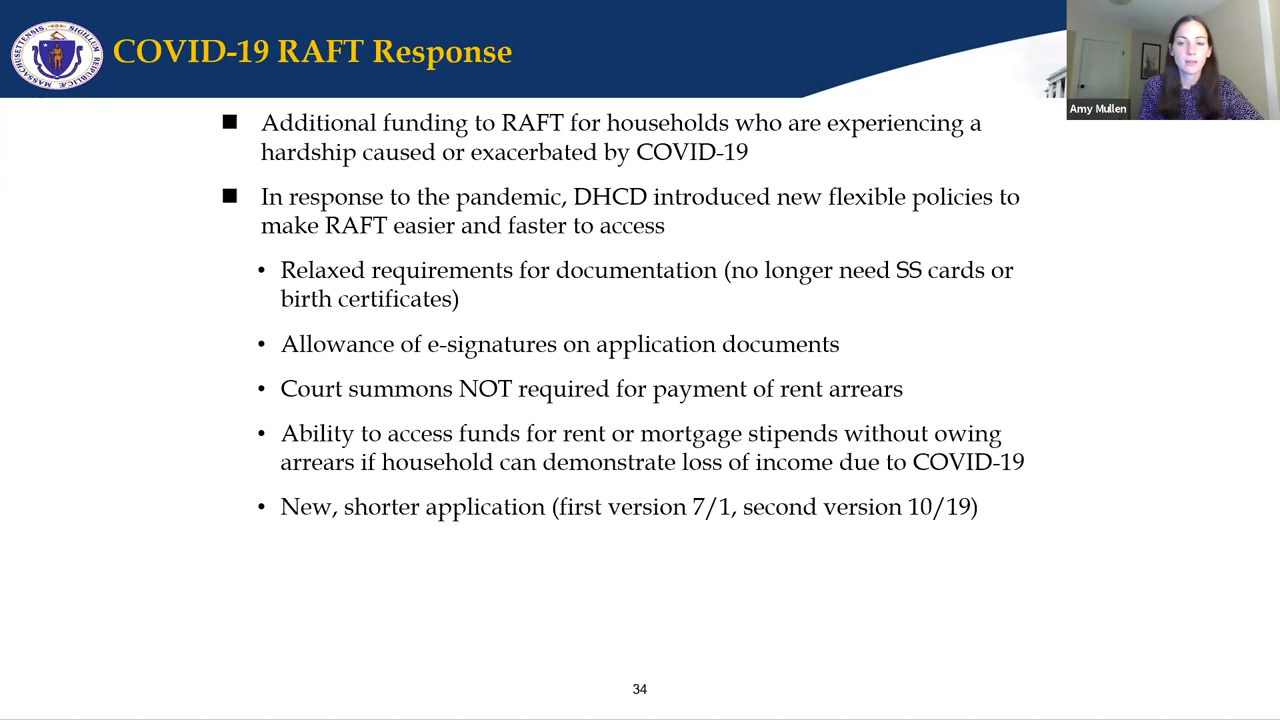 COVID-19 RAFT Response
Amy Mullen
■ Additional funding to RAFT for households who are experiencing a
hardship caused or exacerbated by COVID-19
■ In response to the pandemic, DHCD introduced new flexible policies to
make RAFT easier and faster to access
• Relaxed requirements for documentation (no longer need SS cards or
birth certificates)
• Allowance of e-signatures on application documents
• Court summons NOT required for payment of rent arrears
• Ability to access funds for rent or mortgage stipends without owing
arrears if household can demonstrate loss of income due to COVID-19
• New, shorter application (first version 7/1, second version 10/19)
34